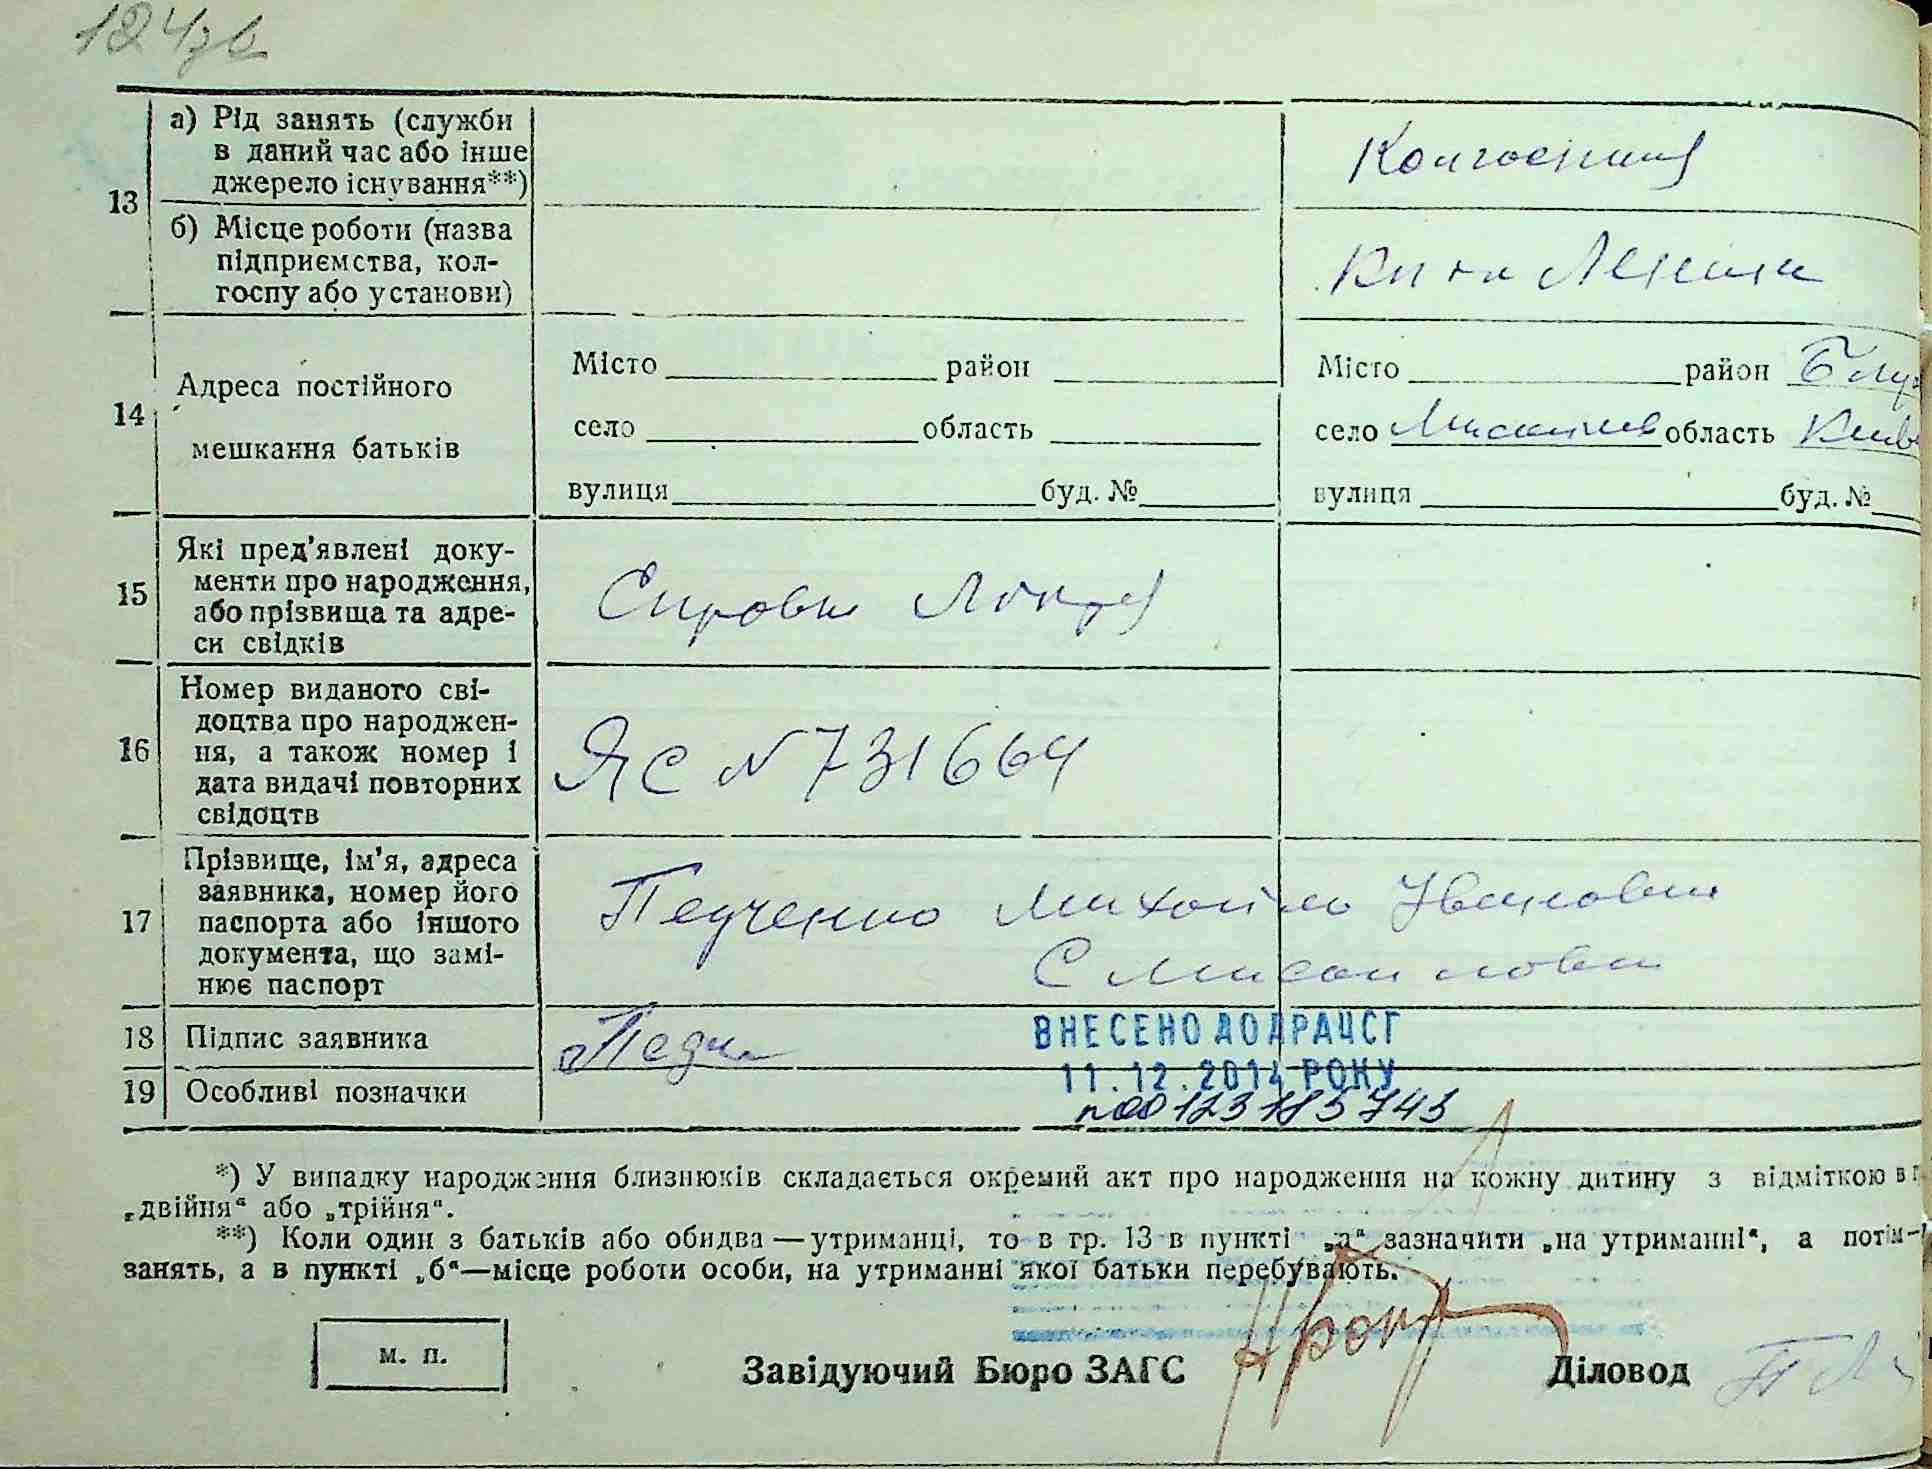 124зв
13
а) Рід занять (служби
в даний час або інше
джерело існування**)
Колгоспниця
б) Місце роботи (назва
підприємства, кол-
госпу або установи)
Леніна
14
Адреса постійного
мешкання батьків
Місто район
село область
вулиця буд. №
Місто район
село область Київ
вулиця буд. №
15
Які пред'явлені доку-
менти про народження,
або прізвища та адре-
си свідків
Справка
16
Номер виданого сві-
доцтва про народжен-
ня, а також номер і
дата видачі повторних
свідоцтв
ЯС № 731664
17
Прізвище, ім'я, адреса
заявника, номер його
паспорта або іншого
документа, що замі-
нює паспорт
Михайло Іванович
с
18
Підпис заявника
19
Особливі позначки
ВНЕСЕНО ДО ДРАЦСГ
11.12.2014 РОКУ
00123185743
*) У випадку народження близнюків складається окремий акт про народження на кожну дитину з відміткою в г
„двійня“ або „трійня“.
**) Коли один з батьків або обидва — утриманці, то в гр. 13 в пункті „а“ зазначити „на утриманні“, а потім—
занять, а в пункті „б“—місце роботи особи, на утриманні якої батьки перебувають.
м. п.
Завідуючий Бюро ЗАГС
Діловод